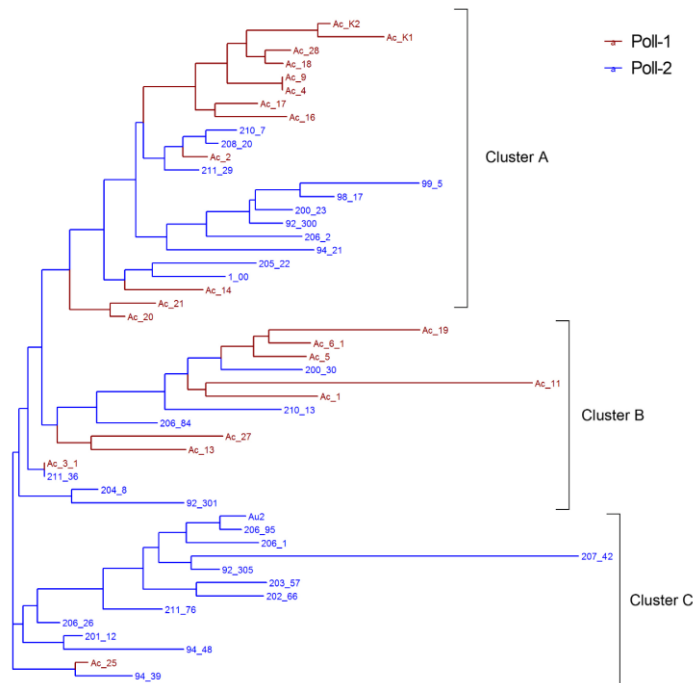 Ac_K2
Ac_K1
Ac_28
Ac_18
Ac_9
Ac_4
Ac_17
Ac_16
210_7
208_20
Ac_2
211_29
99_5
98_17
200_23
92_300
206_2
94_21
205_22
1_00
Ac_14
Ac_21
Ac_20
Ac_19
Ac_6_1
Ac_5
200_30
Ac_11
Ac_1
210_13
206_84
Ac_27
Ac_13
Ac_3_1
211_36
204_8
92_301
Au2
206_95
206_1
207_42
92_305
203_57
202_66
211_76
206_26
201_12
94_48
Ac_25
94_39
Cluster A
Cluster B
Cluster C
a Poll-1
a Poll-2